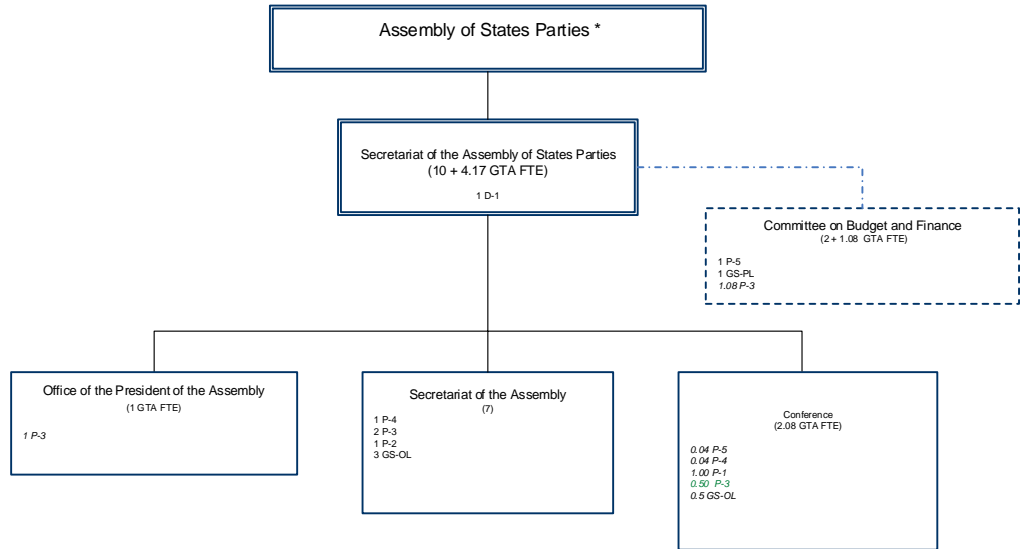 Assembly of States Parties *
Secretariat of the Assembly of States Parties
(10 + 4.17 GTA FTE)
1 D-1
Committee on Budget and Finance
(2 + 1.08 GTA FTE)
1 P-5
1 GS-PL
1.08 P-3
Office of the President of the Assembly
(1 GTA FTE)
1 P-3
Secretariat of the Assembly
(7)
1 P-4
2 P-3
1 P-2
3 GS-OL
Conference
(2.08 GTA FTE)
0.04 P-5
0.04 P-4
1.00 P-1
0.50 P-3
0.5 GS-OL